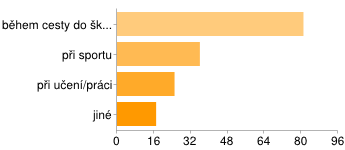 během cesty do šk...
při sportu
při učení/práci
jiné
0 16 32 48 64 80 96